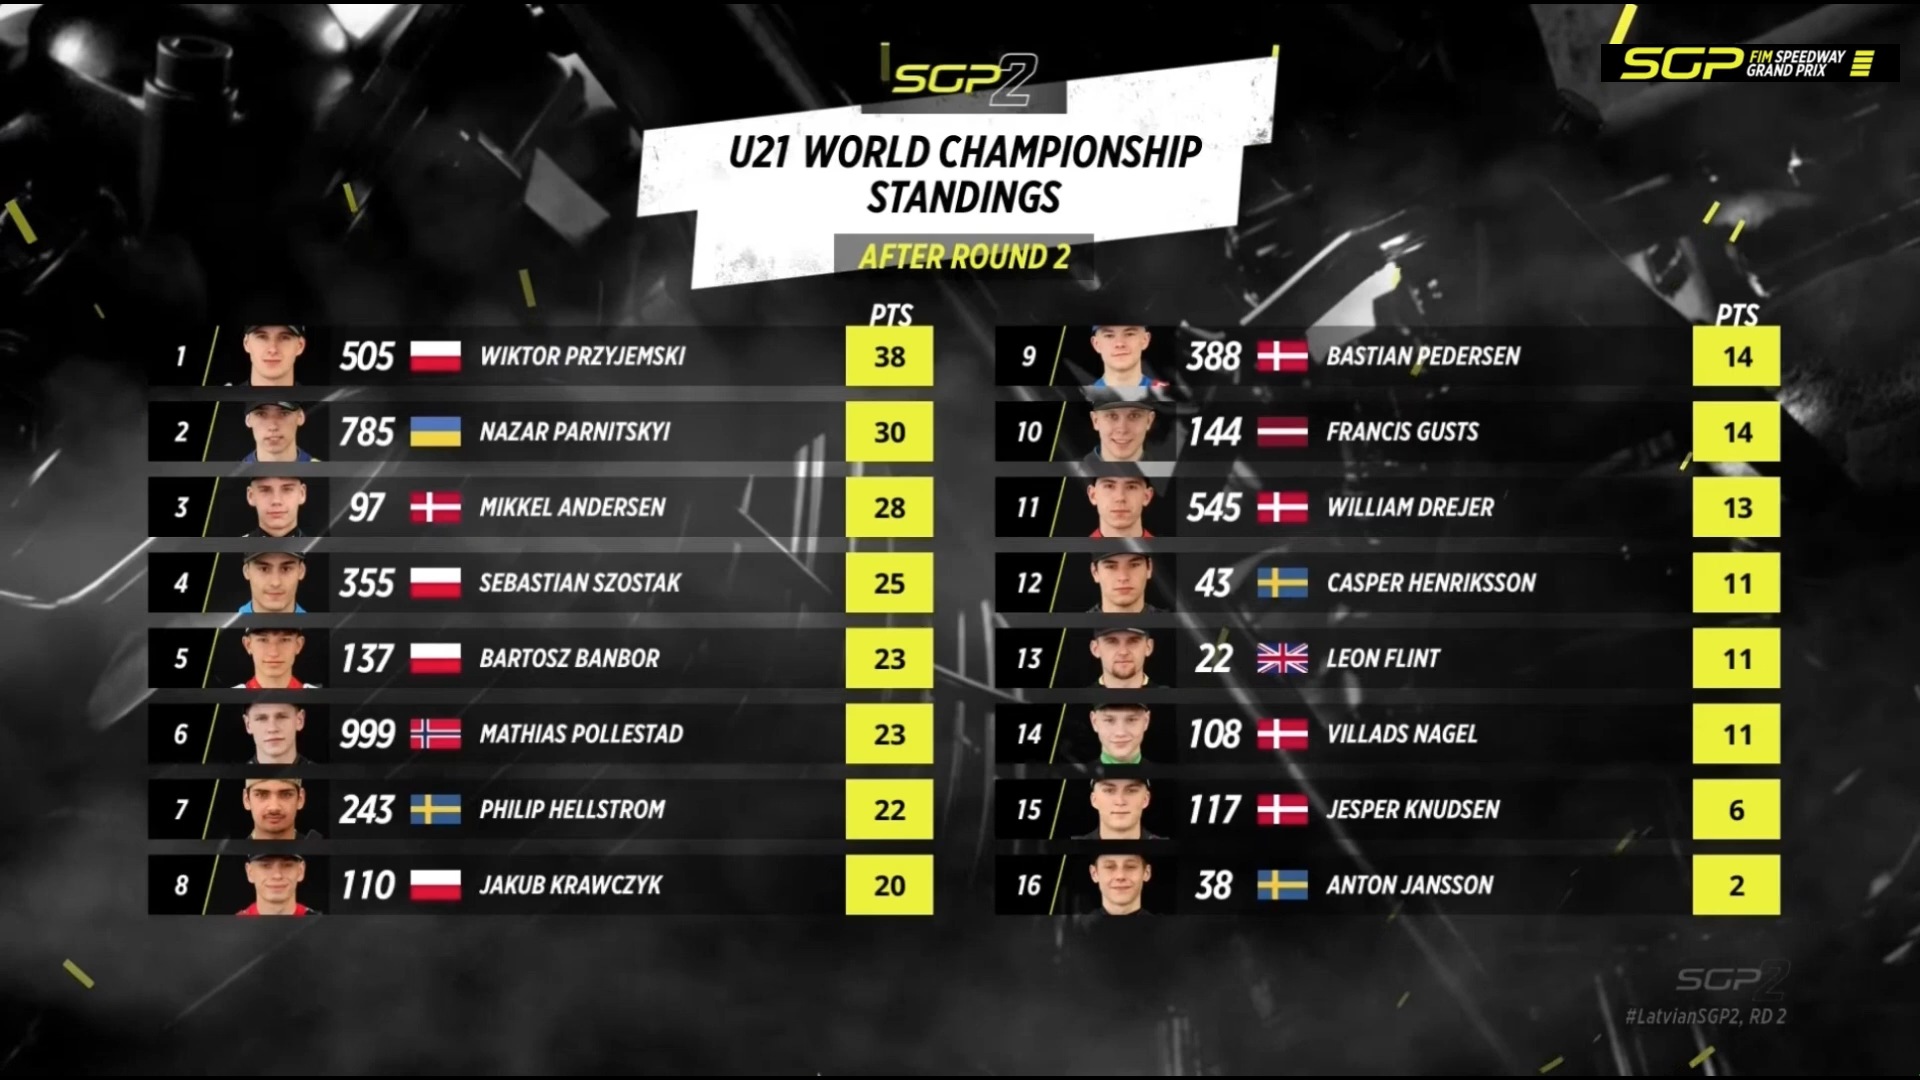 SGP FIM SPEEDWAY GRAND PRIX
SGP2
U21 WORLD CHAMPIONSHIP
STANDINGS
AFTER ROUND 2
PTS
1 505 WIKTOR PRZYJEMSKI 38
2 785 NAZAR PARNITSKYI 30
3 97 MIKKEL ANDERSEN 28
4 355 SEBASTIAN SZOSTAK 25
5 137 BARTOSZ BANBOR 23
6 999 MATHIAS POLLESTAD 23
7 243 PHILIP HELLSTROM 22
8 110 JAKUB KRAWCZYK 20
PTS
9 388 BASTIAN PEDERSEN 14
10 144 FRANCIS GUSTS 14
11 545 WILLIAM DREJER 13
12 43 CASPER HENRIKSSON 11
13 22 LEON FLINT 11
14 108 VILLADS NAGEL 11
15 117 JESPER KNUDSEN 6
16 38 ANTON JANSSON 2
SGP2
#LatvianSGP2, RD 2